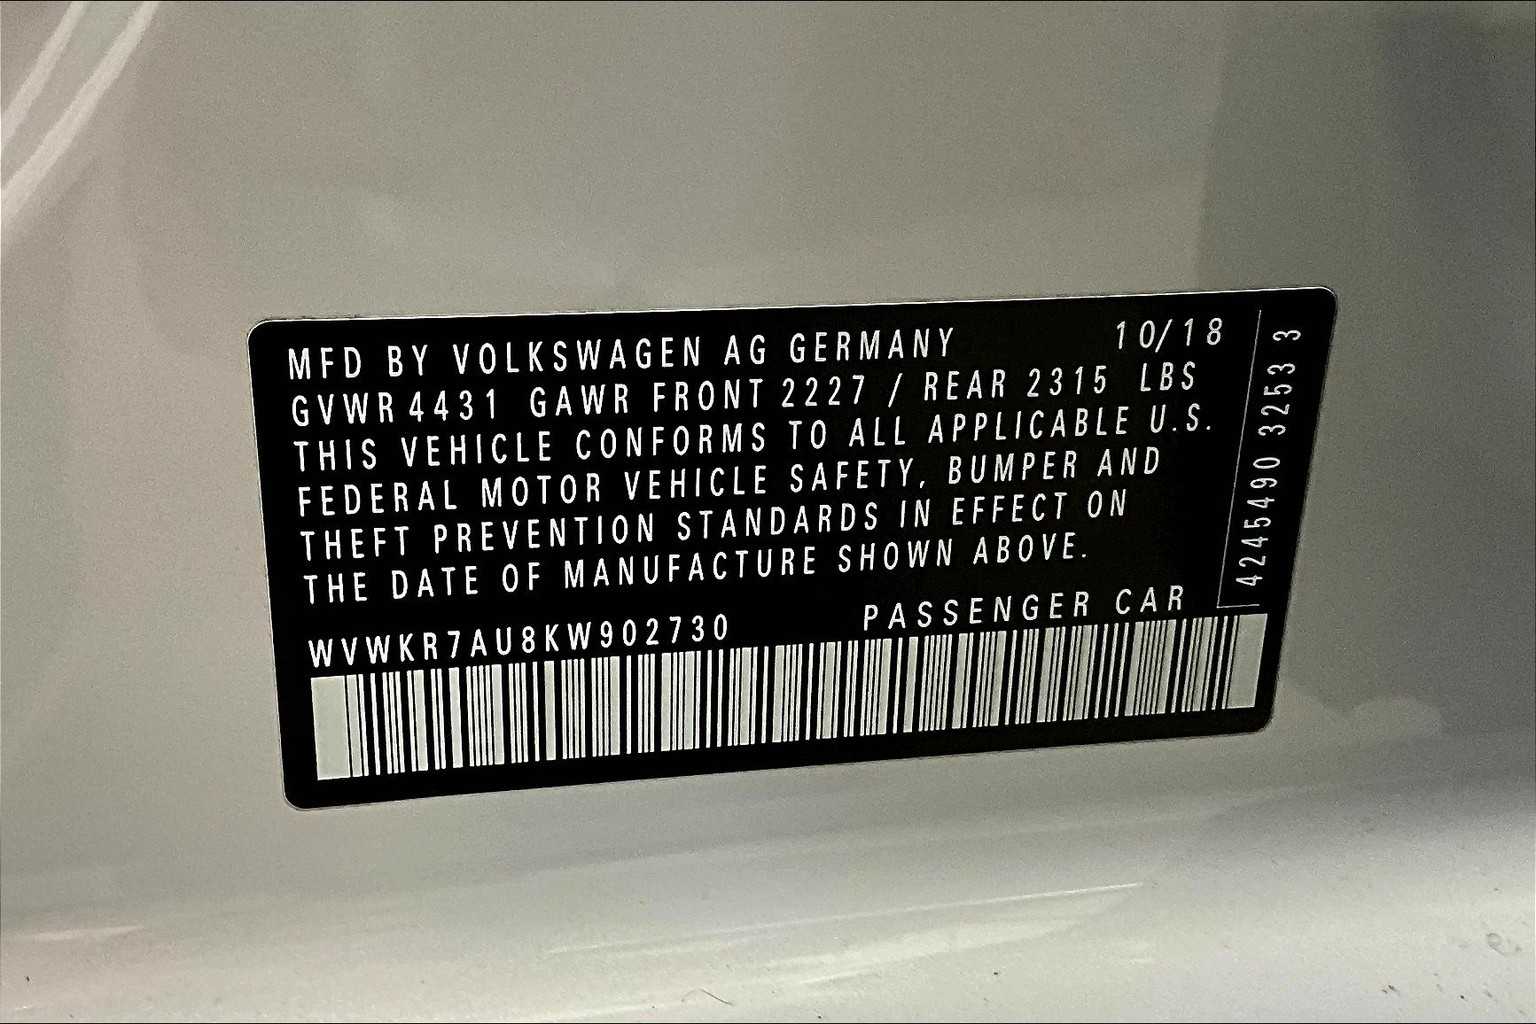 MFD BY VOLKSWAGEN AG GERMANY 10/18
GVWR 4431 GAWR FRONT 2227 / REAR 2315 LBS
THIS VEHICLE CONFORMS TO ALL APPLICABLE U.S.
FEDERAL MOTOR VEHICLE SAFETY, BUMPER AND
THEFT PREVENTION STANDARDS IN EFFECT ON
THE DATE OF MANUFACTURE SHOWN ABOVE.
WVWKR7AU8KW902730 PASSENGER CAR
4245490 3253 3